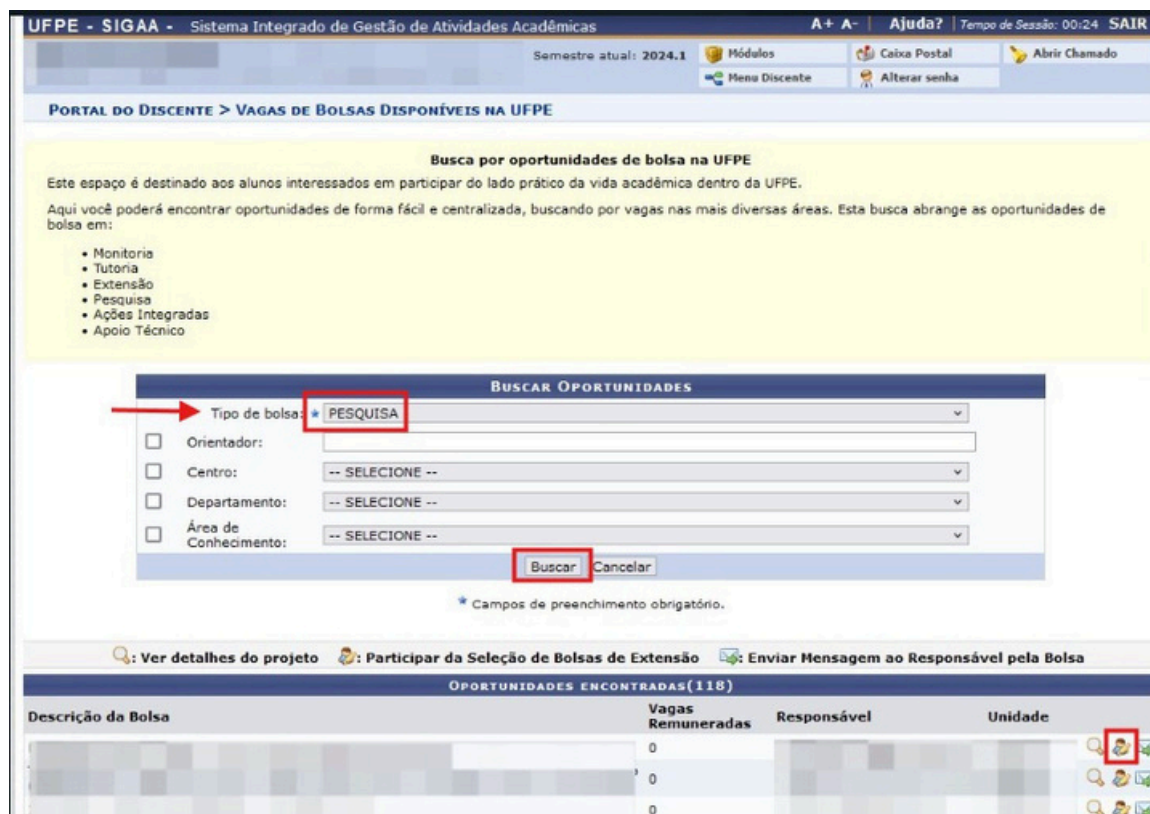 UFPE - SIGAA - Sistema Integrado de Gestão de Atividades Acadêmicas A+ A- | Ajuda? | Tempo de Sessão: 00:24 SAIR
Semestre atual: 2024.1 Módulos Caixa Postal Abrir Chamado
Menu Discente Alterar senha
PORTAL DO DISCENTE > VAGAS DE BOLSAS DISPONÍVEIS NA UFPE
Busca por oportunidades de bolsa na UFPE
Este espaço é destinado aos alunos interessados em participar do lado prático da vida acadêmica dentro da UFPE.
Aqui você poderá encontrar oportunidades de forma fácil e centralizada, buscando por vagas nas mais diversas áreas. Esta busca abrange as oportunidades de
bolsa em:
• Monitoria
• Tutoria
• Extensão
• Pesquisa
• Ações Integradas
• Apoio Técnico
BUSCAR OPORTUNIDADES
Tipo de bolsa: * PESQUISA
Orientador:
Centro: -- SELECIONE --
Departamento: -- SELECIONE --
Área de
Conhecimento: -- SELECIONE --
Buscar Cancelar
* Campos de preenchimento obrigatório.
: Ver detalhes do projeto : Participar da Seleção de Bolsas de Extensão : Enviar Mensagem ao Responsável pela Bolsa
OPORTUNIDADES ENCONTRADAS(118)
Descrição da Bolsa Vagas Remuneradas Responsável Unidade
0
0
0